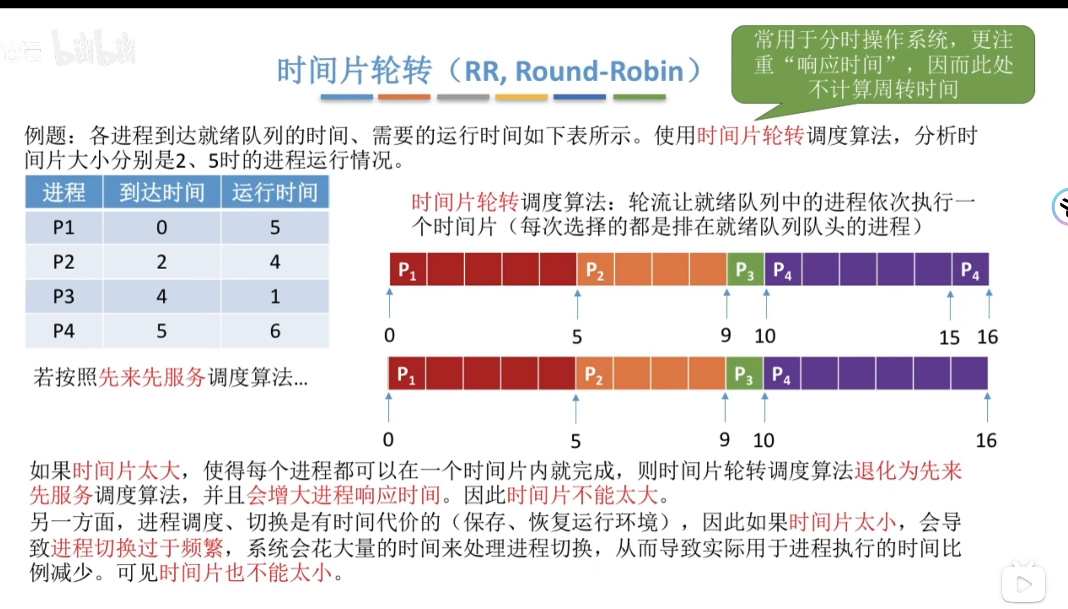 时间片轮转（RR, Round-Robin）
常用于分时操作系统，更注
重“响应时间”，因而此处
不计算周转时间
例题：各进程到达就绪队列的时间、需要的运行时间如下表所示。使用时间片轮转调度算法，分析时
间片大小分别是2、5时的进程运行情况。
进程 到达时间 运行时间
P1 0 5
P2 2 4
P3 4 1
P4 5 6
时间片轮转调度算法：轮流让就绪队列中的进程依次执行一
个时间片（每次选择的都是排在就绪队列队头的进程）
P1 P2 P3 P4 P4
0 5 9 10 15 16
若按照先来先服务调度算法...
P1 P2 P3 P4
0 5 9 10 16
如果时间片太大，使得每个进程都可以在一个时间片内就完成，则时间片轮转调度算法退化为先来
先服务调度算法，并且会增大进程响应时间。因此时间片不能太大。
另一方面，进程调度、切换是有时间代价的（保存、恢复运行环境），因此如果时间片太小，会导
致进程切换过于频繁，系统会花大量的时间来处理进程切换，从而导致实际用于进程执行的时间比
例减少。可见时间片也不能太小。